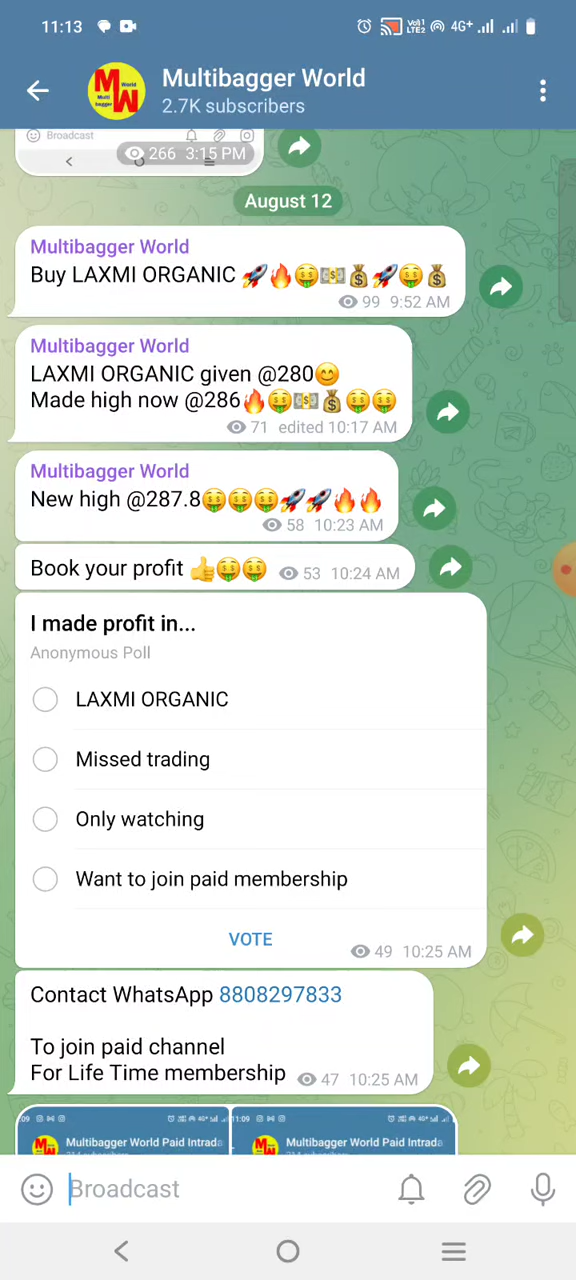 11:13
Vo))1
LTE2
4G+
Multibagger World
2.7K subscribers
Broadcast
266 3:15 PM
August 12
Multibagger World
Buy LAXMI ORGANIC 🚀🔥🤑💵💰🚀🤑💰
99 9:52 AM
Multibagger World
LAXMI ORGANIC given @280😊
Made high now @286🔥🤑💵💰🤑🤑
71 edited 10:17 AM
Multibagger World
New high @287.8🤑🤑🤑🚀🚀🔥🔥
58 10:23 AM
Book your profit 👍🤑🤑 53 10:24 AM
I made profit in...
Anonymous Poll
LAXMI ORGANIC
Missed trading
Only watching
Want to join paid membership
VOTE
49 10:25 AM
Contact WhatsApp 8808297833
To join paid channel
For Life Time membership 47 10:25 AM
Multibagger World Paid Intrada
Multibagger World Paid Intrada
Broadcast